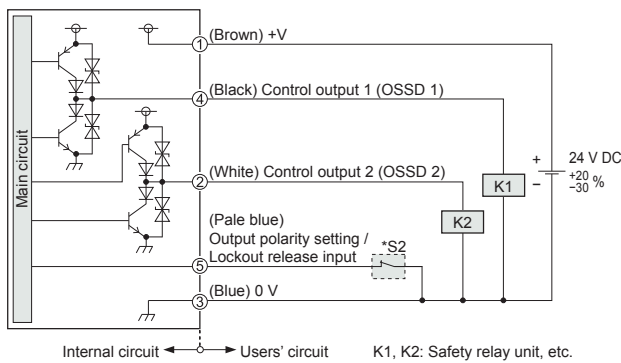 Main circuit
1 (Brown) +V
4 (Black) Control output 1 (OSSD 1)
2 (White) Control output 2 (OSSD 2)
(Pale blue)
Output polarity setting /
5 Lockout release input
*S2
3 (Blue) 0 V
K1
K2
+
−
24 V DC
+20
−30 %
Internal circuit
Users' circuit
K1, K2: Safety relay unit, etc.